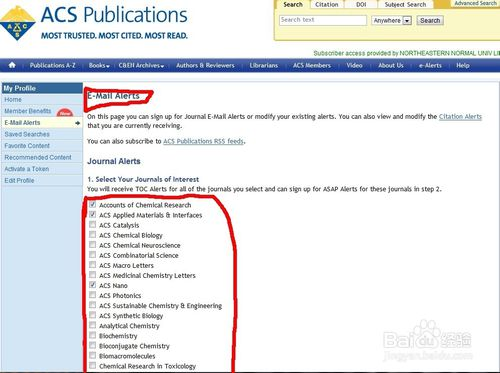 ACS Publications
MOST TRUSTED. MOST CITED. MOST READ.
Search Citation DOI Subject Search Advanced Search
Search text Anywhere Search
Subscriber access provided by NORTHEASTERN NORMAL UNIV LI
Publications A-Z Books C&EN Archives Authors & Reviewers Librarians ACS Members Video About Us e-Alerts Help
My Profile
Home
Member Benefits New
E-Mail Alerts
Saved Searches
Favorite Content
Recommended Content
Activate a Token
Edit Profile
E-Mail Alerts
On this page you can sign up for Journal E-Mail Alerts or modify your existing alerts. You can also view and modify the Citation Alerts
that you are currently receiving.
You can also subscribe to ACS Publications RSS feeds.
Journal Alerts
1. Select Your Journals of Interest
You will receive TOC Alerts for all of the journals you select and can sign up for ASAP Alerts for these journals in step 2.
Accounts of Chemical Research
ACS Applied Materials & Interfaces
ACS Catalysis
ACS Chemical Biology
ACS Chemical Neuroscience
ACS Combinatorial Science
ACS Macro Letters
ACS Medicinal Chemistry Letters
ACS Nano
ACS Photonics
ACS Sustainable Chemistry & Engineering
ACS Synthetic Biology
Analytical Chemistry
Biochemistry
Bioconjugate Chemistry
Biomacromolecules
Chemical Research in Toxicology
Baidu 经验
jingyan.baidu.com